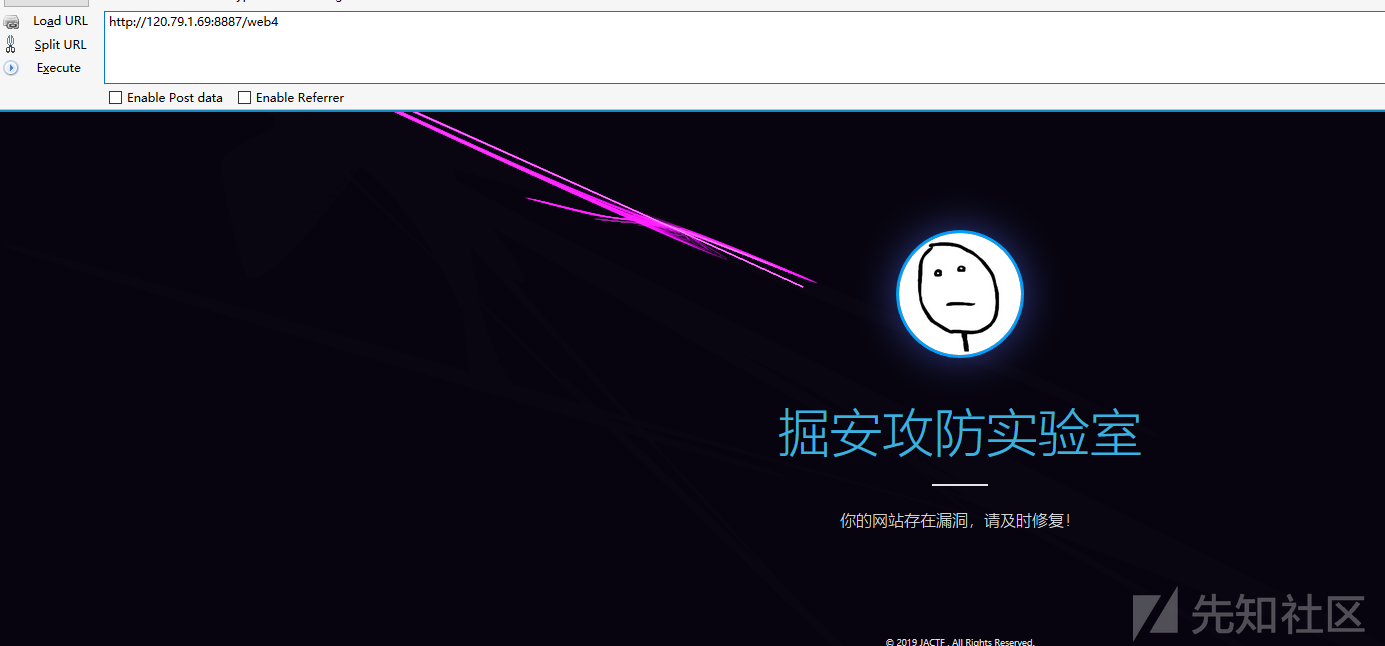 Load URL
http://120.79.1.69:8887/web4
Split URL
Execute
Enable Post data
Enable Referrer
掘安攻防实验室
你的网站存在漏洞，请及时修复！
先知社区
© 2019 JACTF . All Rights Reserved.